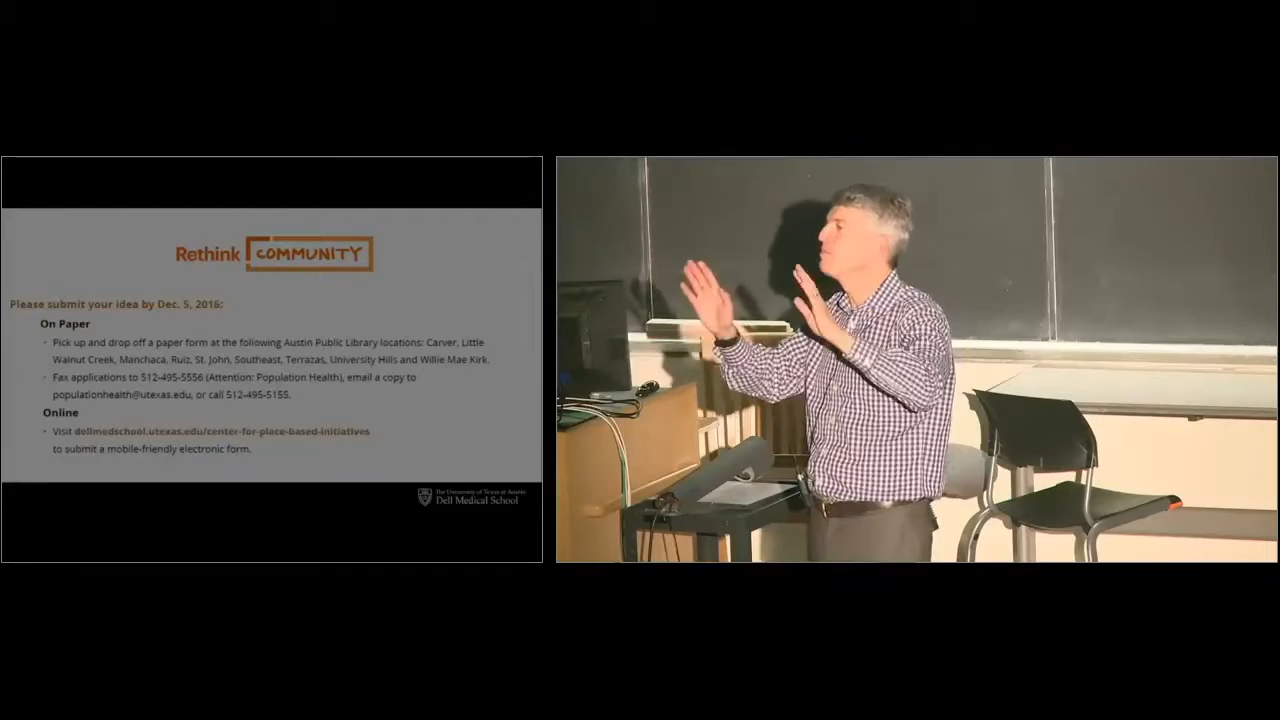 Rethink COMMUNITY
Please submit your idea by Dec. 5, 2016:
On Paper
· Pick up and drop off a paper form at the following Austin Public Library locations: Carver, Little
Walnut Creek, Manchaca, Ruiz, St. John, Southeast, Terrazas, University Hills and Willie Mae Kirk.
· Fax applications to 512-495-5556 (Attention: Population Health), email a copy to
populationhealth@utexas.edu, or call 512-495-5155.
Online
· Visit dellmedschool.utexas.edu/center-for-place-based-initiatives
to submit a mobile-friendly electronic form.
The University of Texas at Austin
Dell Medical School